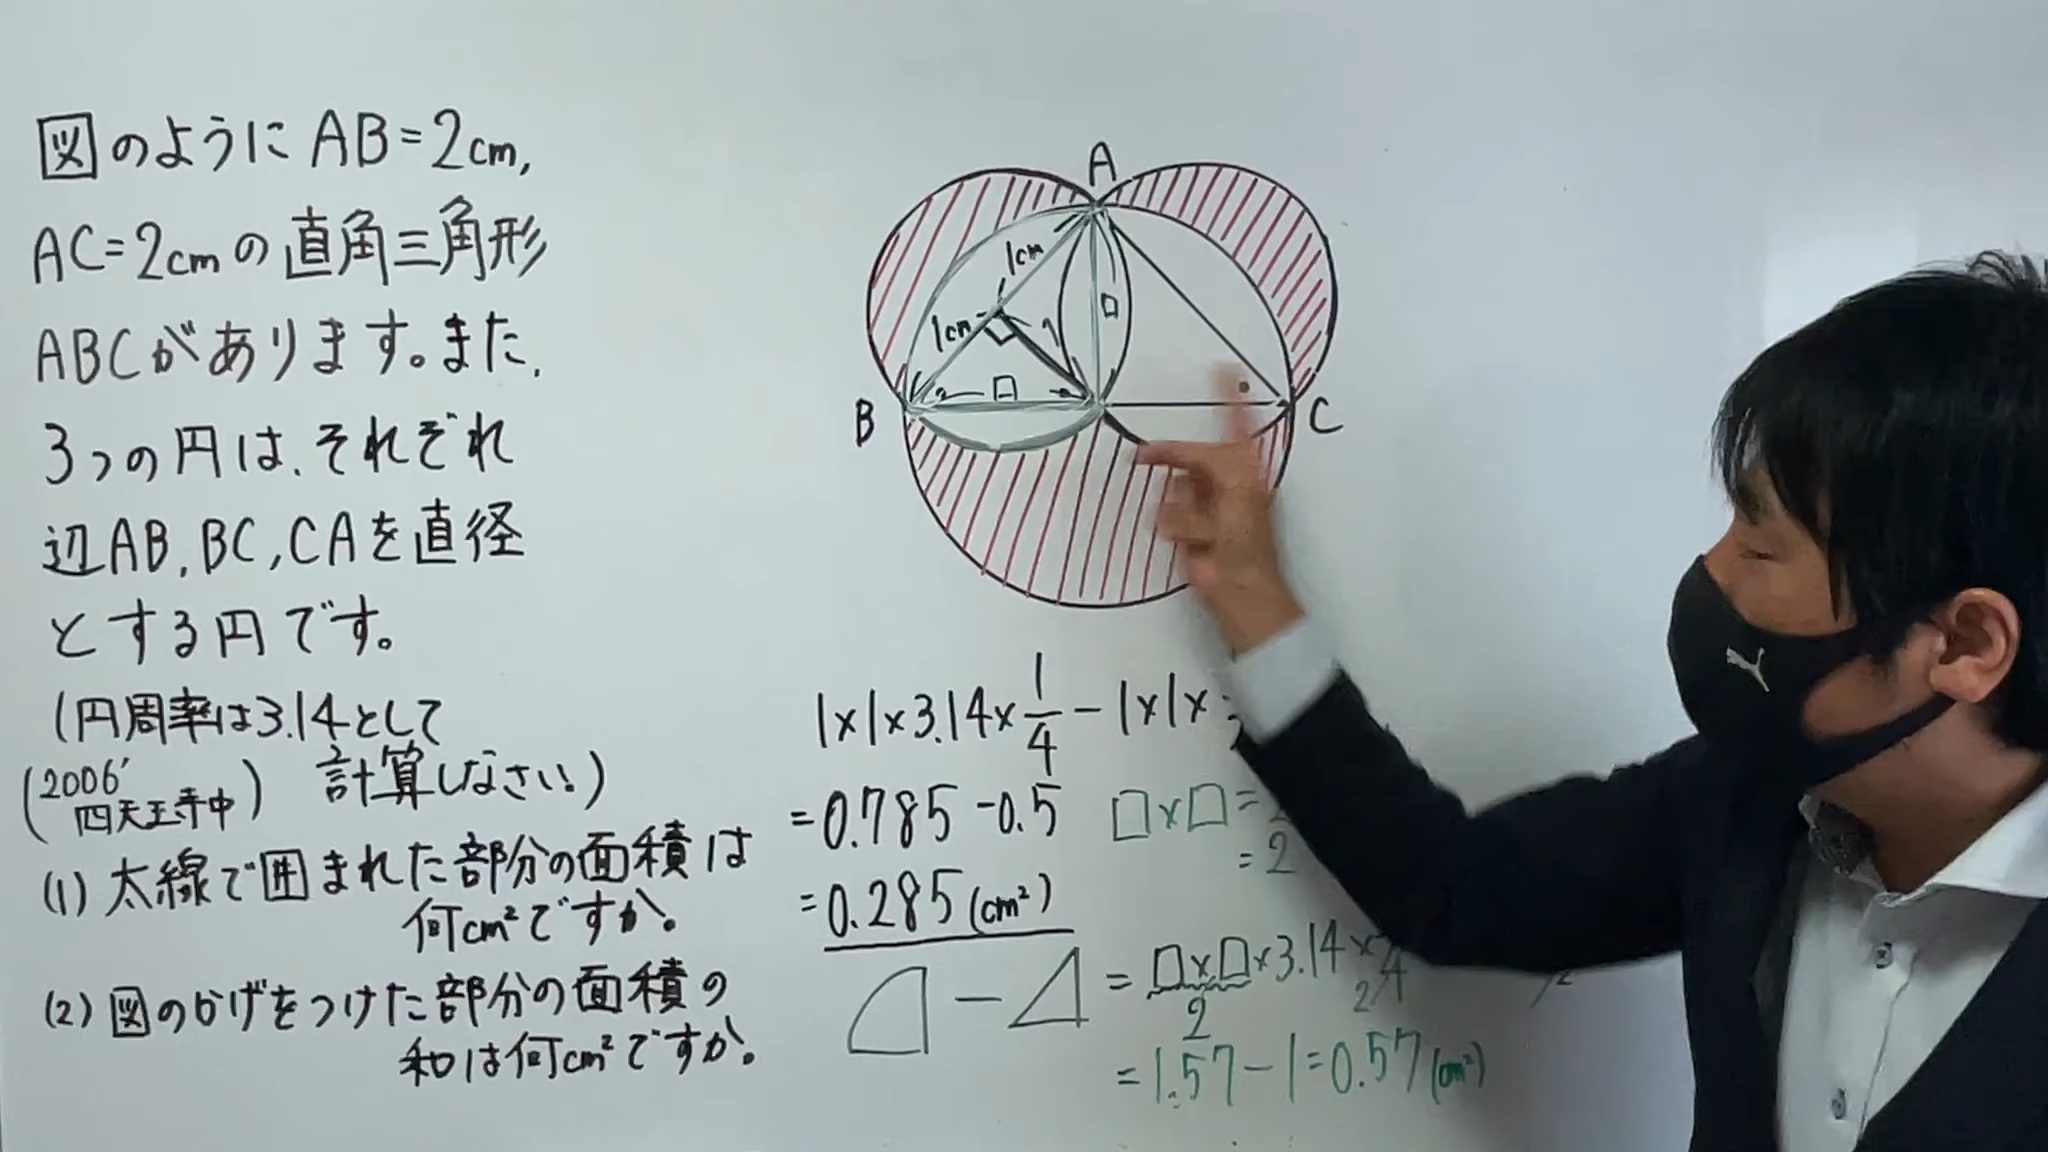 図のようにAB=2cm,
AC=2cmの直角三角形
ABCがあります。また、
3つの円は、それぞれ
辺AB,BC,CAを直径
とする円です。
(円周率は3.14として
計算しなさい!)
(2006'
四天王寺中)
(1)太線で囲まれた部分の面積は
何cm²ですか。
(2)図のかげをつけた部分の面積の
和は何cm²ですか。
A
1cm
1cm
1
□
□
B
C
1×1×3.14×1/4-1×1×
=0.785-0.5
=0.285(cm²)
□×□=
=2
=□×□×3.14×
2
2
=1.57-1=0.57(cm²)